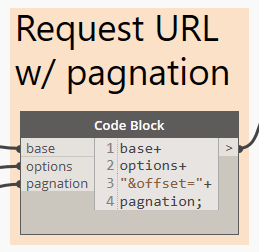 Request URL
w/ pagnation
Code Block
base 1 base+ >
options 2 options+
pagnation 3 "&offset="+
4 pagnation;